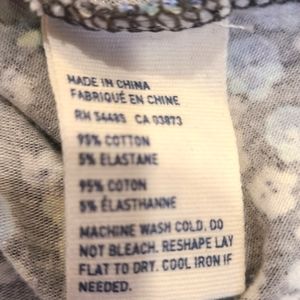 MADE IN CHINA
FABRIQUÉ EN CHINE
RN 54485 CA 03873
95% COTTON
5% ELASTANE
95% COTON
5% ÉLASTHANNE
MACHINE WASH COLD. DO
NOT BLEACH. RESHAPE LAY
FLAT TO DRY. COOL IRON IF
NEEDED.